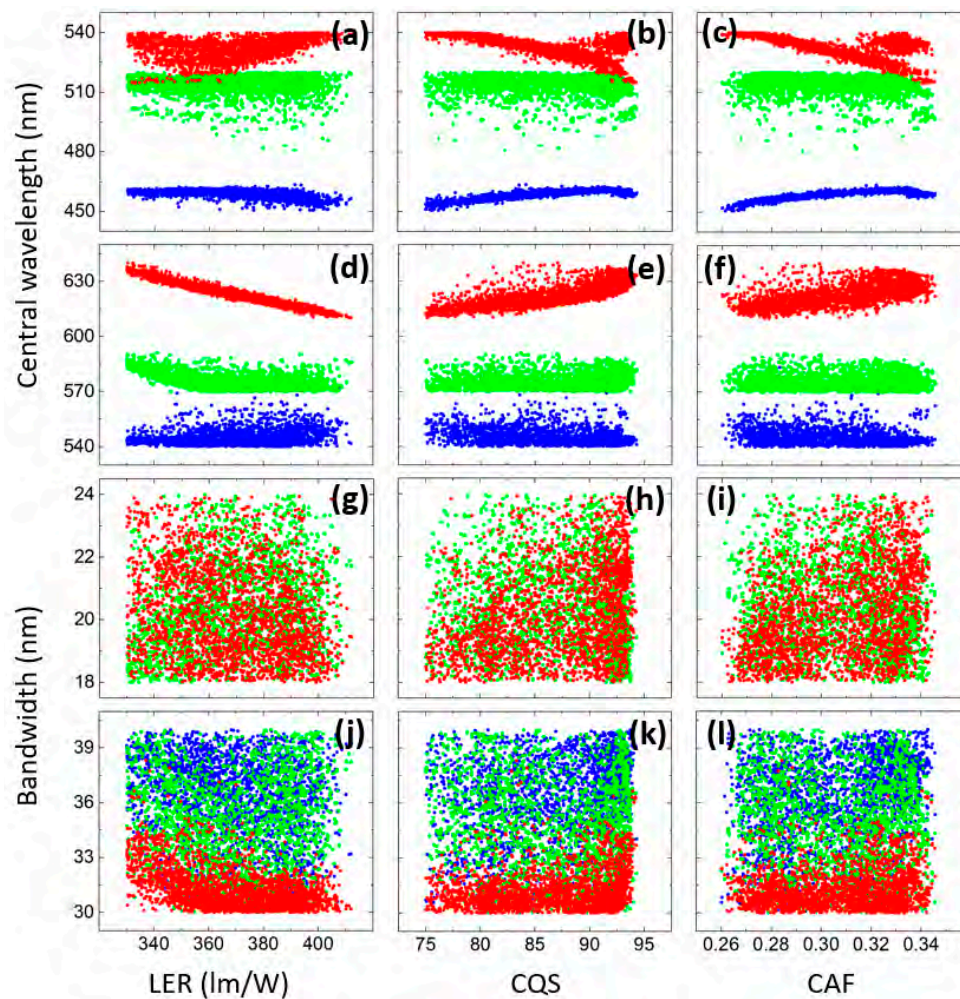 Central wavelength (nm)
540
510
480
450
(a)
(b)
(c)
630
600
570
540
(d)
(e)
(f)
Bandwidth (nm)
24
22
20
18
(g)
(h)
(i)
39
36
33
30
(j)
(k)
(l)
340 360 380 400
75 80 85 90 95
0.26 0.28 0.30 0.32 0.34
LER (lm/W)
CQS
CAF